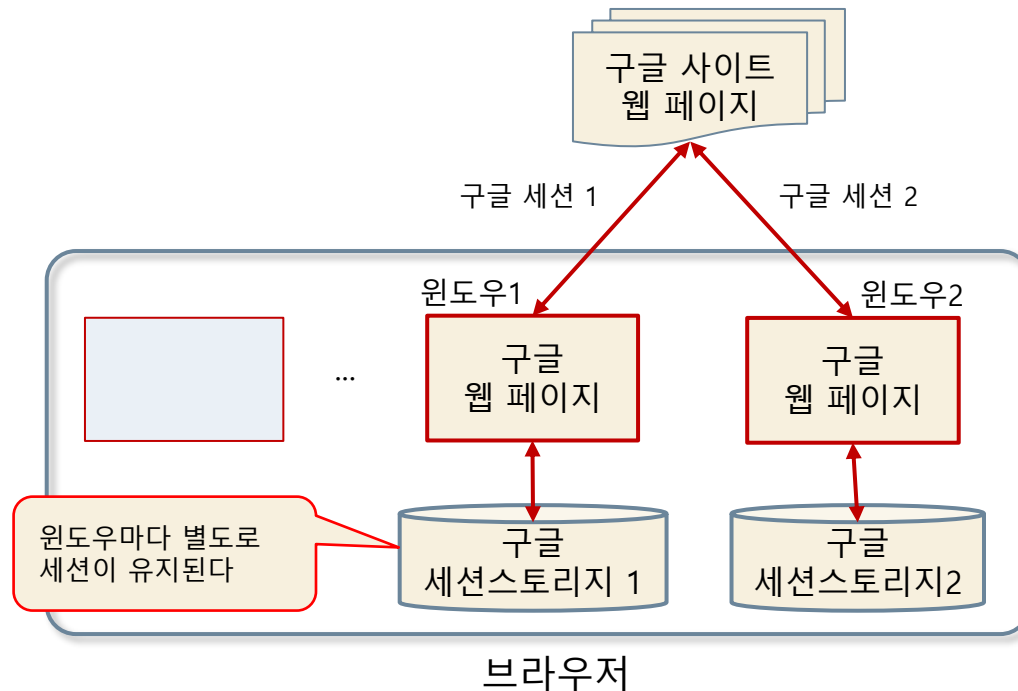 구글 사이트
웹 페이지
구글 세션 1
구글 세션 2
윈도우1
윈도우2
...
구글
웹 페이지
구글
웹 페이지
윈도우마다 별도로
세션이 유지된다
구글
세션스토리지 1
구글
세션스토리지2
브라우저